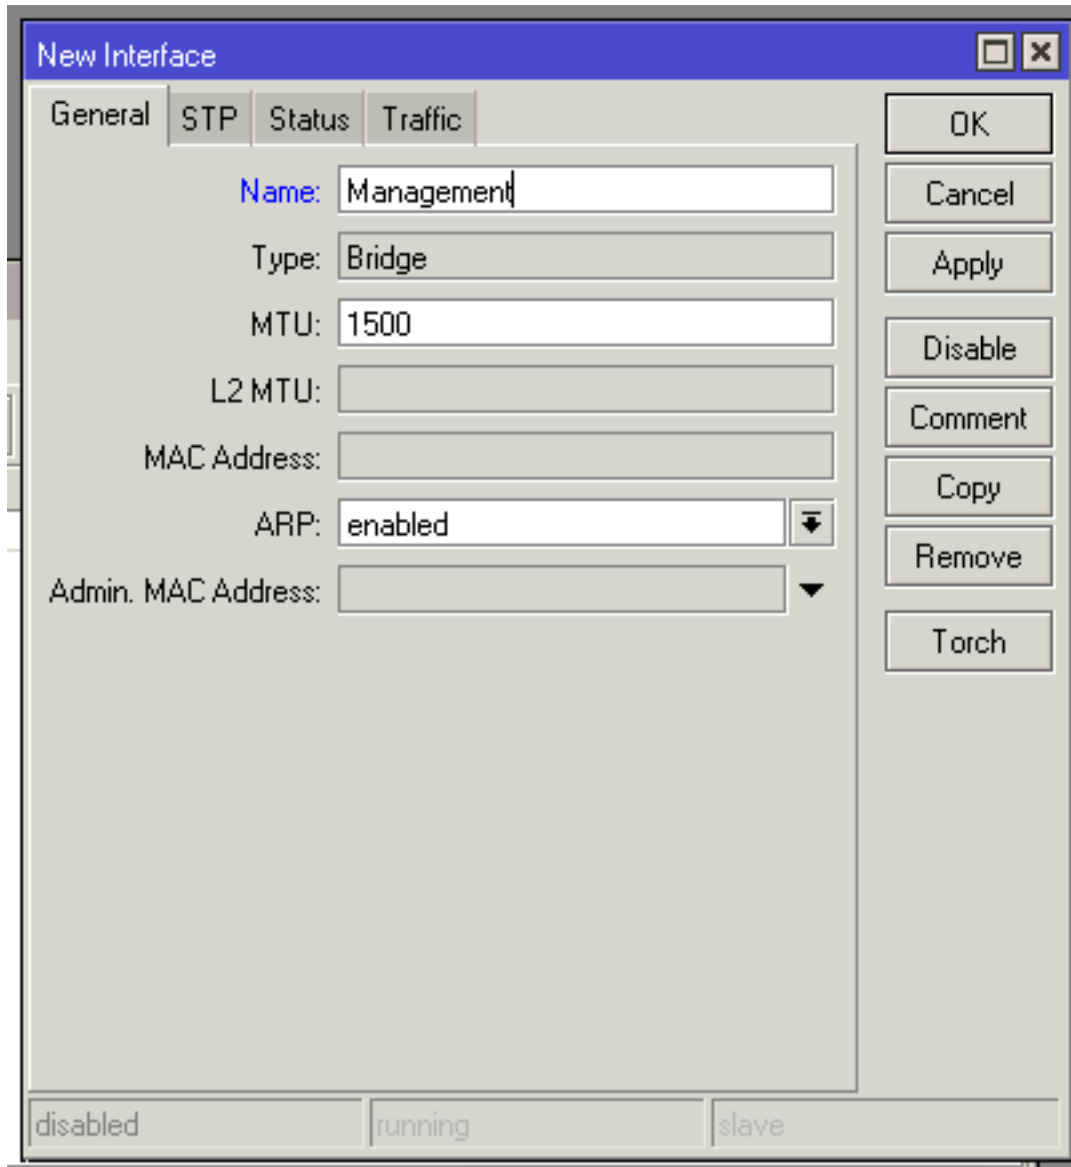 New Interface
General STP Status Traffic
Name: Management
Type: Bridge
MTU: 1500
L2 MTU:
MAC Address:
ARP: enabled
Admin. MAC Address:
OK
Cancel
Apply
Disable
Comment
Copy
Remove
Torch
disabled running slave